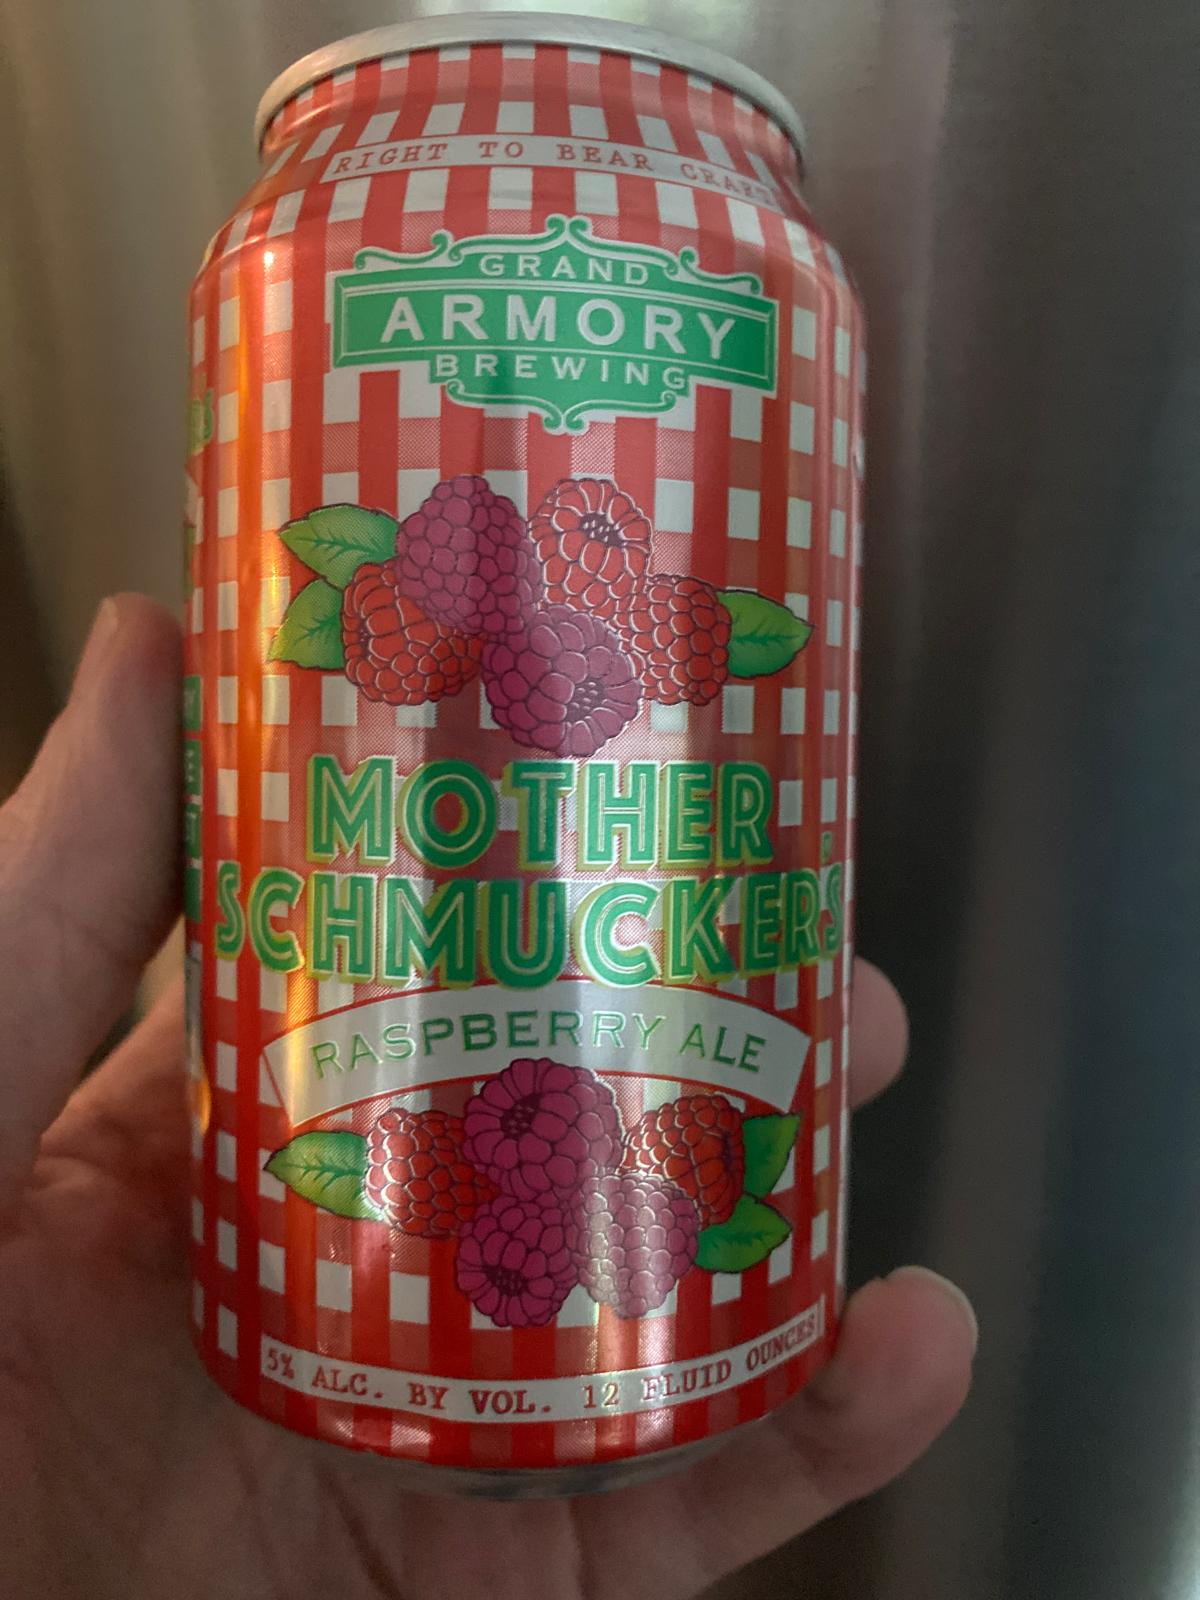 RIGHT TO BEAR CRAFT
GRAND
ARMORY
BREWING
MOTHER
SCHMUCKER'S
RASPBERRY ALE
5% ALC. BY VOL. 12 FLUID OUNCES